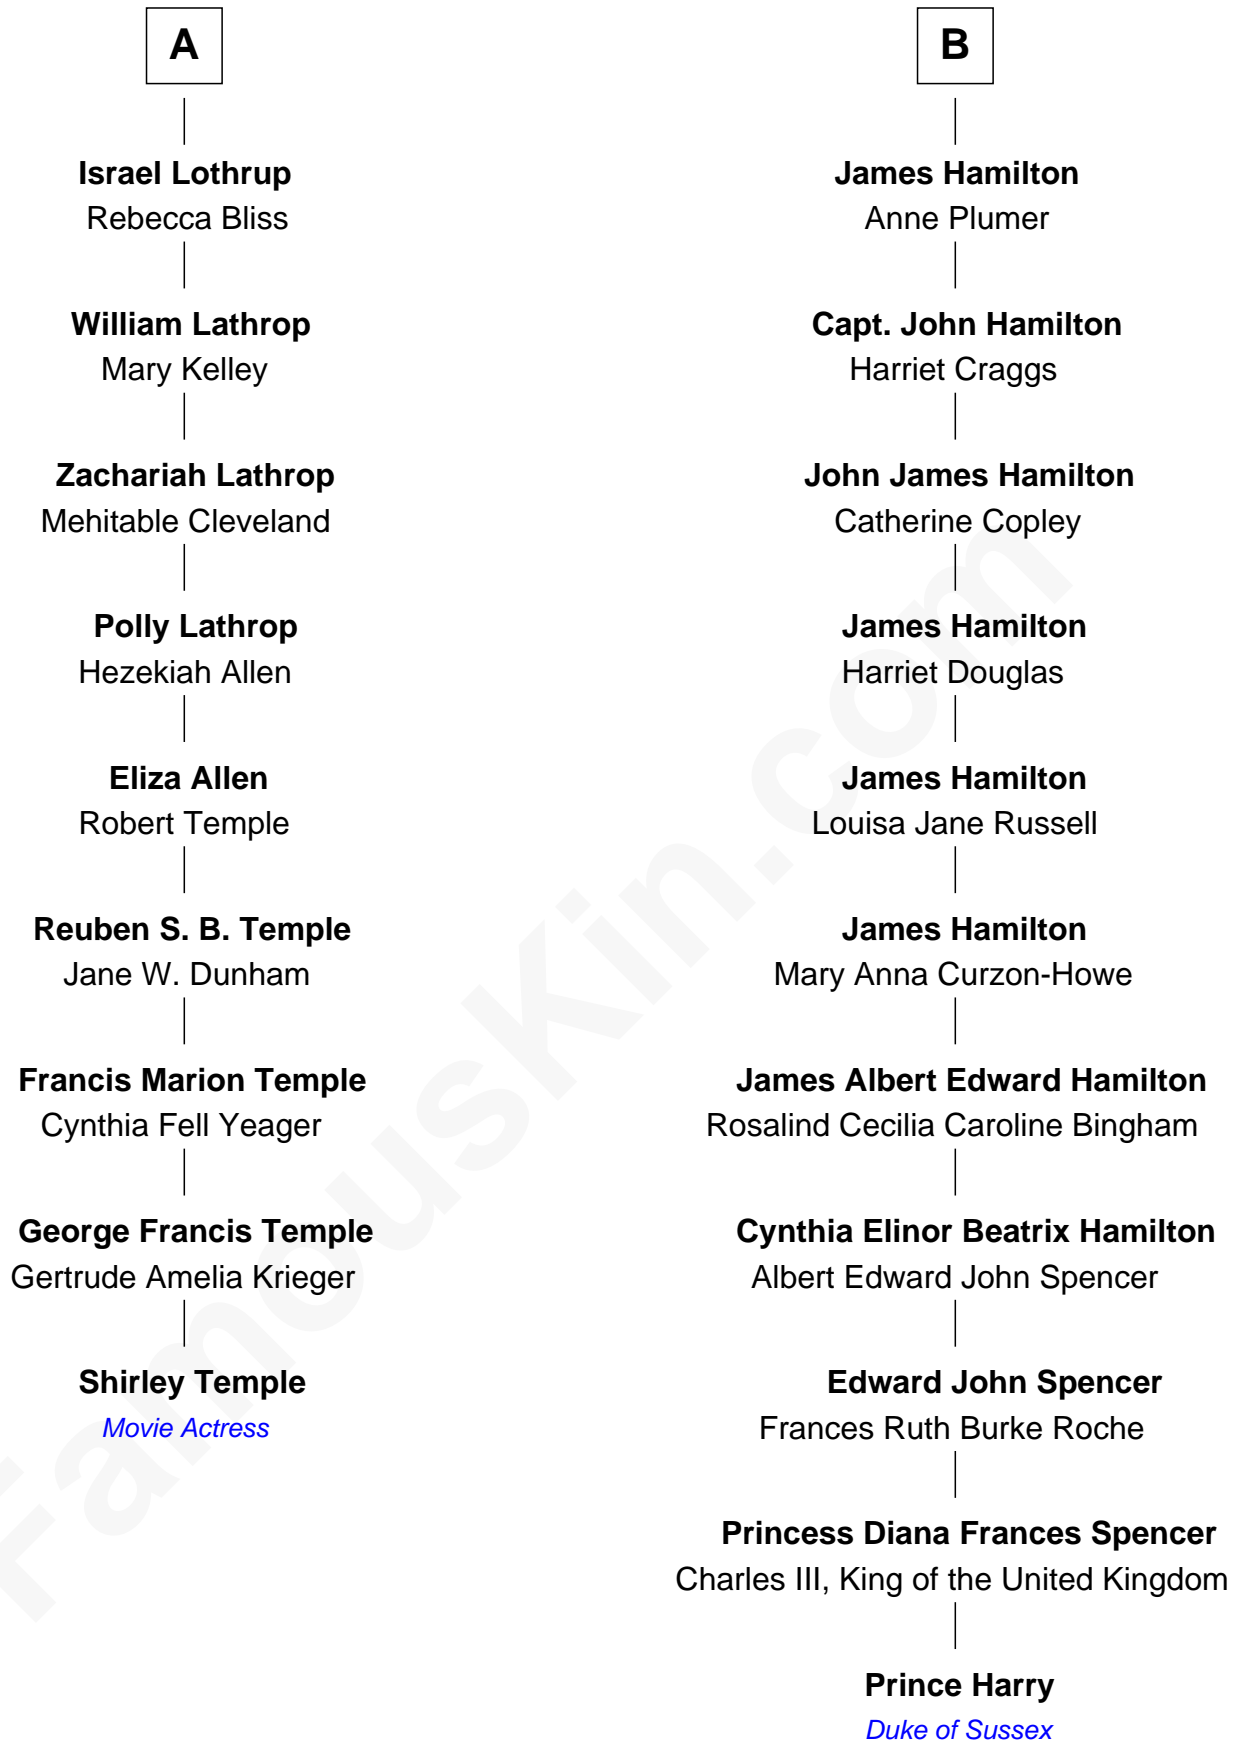 A
Israel Lothrup
Rebecca Bliss
William Lathrop
Mary Kelley
Zachariah Lathrop
Mehitable Cleveland
Polly Lathrop
Hezekiah Allen
Eliza Allen
Robert Temple
Reuben S. B. Temple
Jane W. Dunham
Francis Marion Temple
Cynthia Fell Yeager
George Francis Temple
Gertrude Amelia Krieger
Shirley Temple
Movie Actress
B
James Hamilton
Anne Plumer
Capt. John Hamilton
Harriet Craggs
John James Hamilton
Catherine Copley
James Hamilton
Harriet Douglas
James Hamilton
Louisa Jane Russell
James Hamilton
Mary Anna Curzon-Howe
James Albert Edward Hamilton
Rosalind Cecilia Caroline Bingham
Cynthia Elinor Beatrix Hamilton
Albert Edward John Spencer
Edward John Spencer
Frances Ruth Burke Roche
Princess Diana Frances Spencer
Charles III, King of the United Kingdom
Prince Harry
Duke of Sussex
FamousKin.com